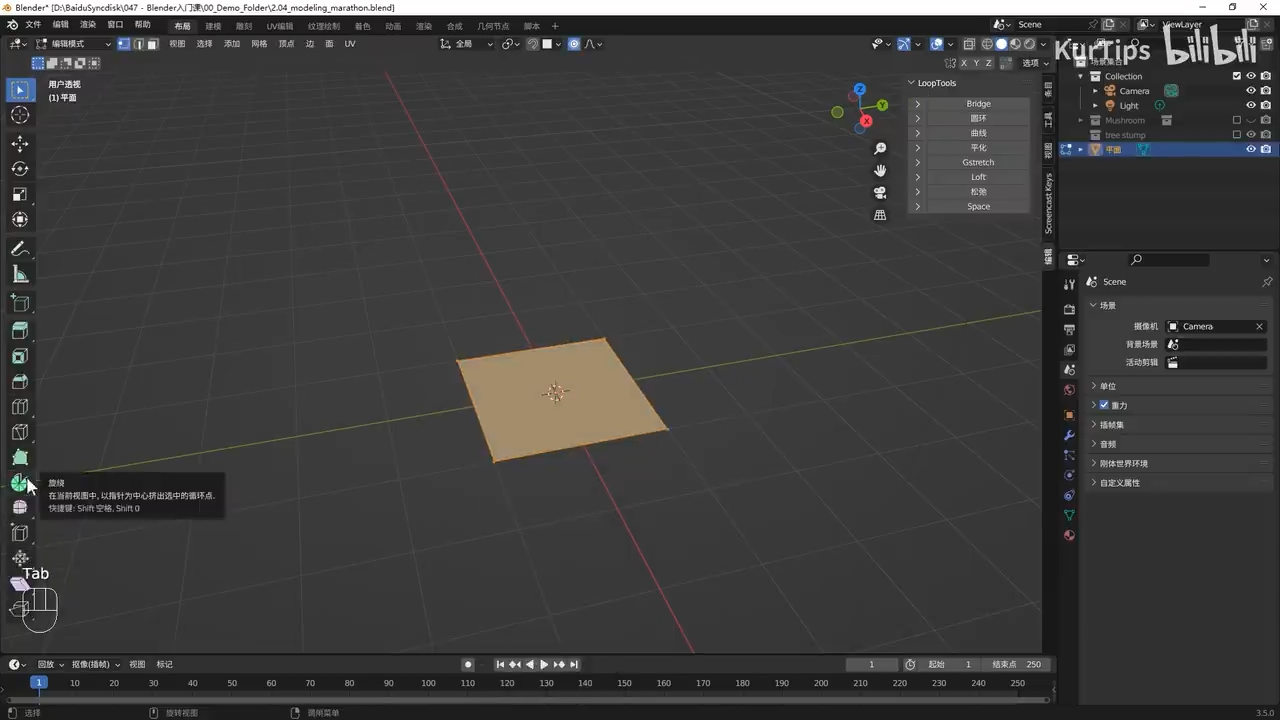 Blender* [D:\BaiduSyncdisk\047 - Blender入门课\00_Demo_Folder\2.04_modeling_marathon.blend]
文件 编辑 渲染 窗口 帮助 布局 建模 雕刻 UV编辑 纹理绘制 着色 动画 渲染 合成 几何节点 脚本 + Scene ViewLayer
编辑模式 视图 选择 添加 网格 顶点 边 面 UV 全局
KurTips bilibili
X Y Z 选项
场景集合
用户透视
(1) 平面
Collection
Camera
Light
Mushroom
tree stump
平面
LoopTools
Bridge
圆环
曲线
平化
Gstretch
Loft
松弛
Space
条目
工具
视图
Screencast Keys
编辑
Z
Y
X
Scene
场景
摄像机 Camera
背景场景
活动剪辑
单位
重力
插帧集
音频
刚体世界环境
自定义属性
旋绕
在当前视图中, 以指针为中心挤出选中的循环点.
快捷键: Shift 空格, Shift 0
Tab
回放 抠像(插帧) 视图 标记 1 起始 1 结束点 250
1 10 20 30 40 50 60 70 80 90 100 110 120 130 140 150 160 170 180 190 200 210 220 230 240 250
选择 旋转视图 调用菜单 3.5.0